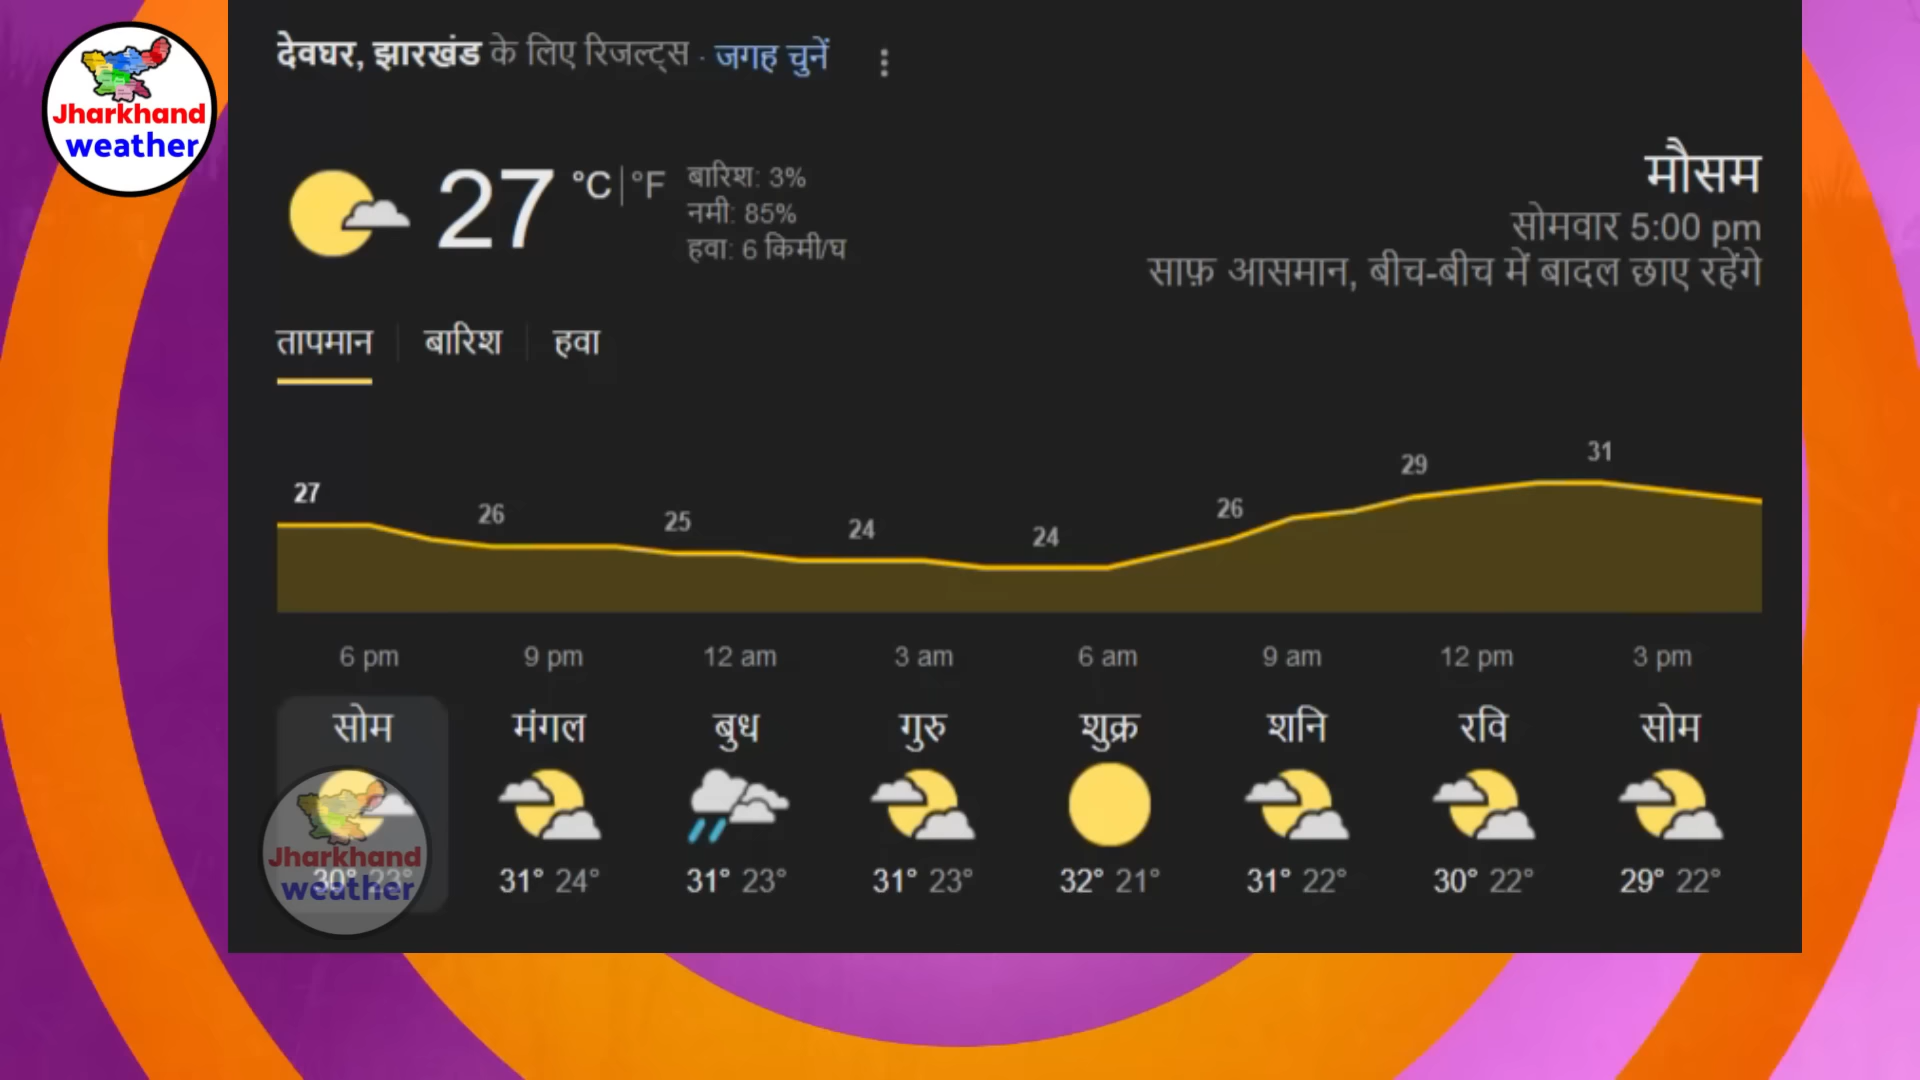 Jharkhand
weather
देवघर, झारखंड के लिए रिजल्ट्स · जगह चुनें
27 °C | °F
बारिश: 3%
नमी: 85%
हवा: 6 किमी/घ
मौसम
सोमवार 5:00 pm
साफ़ आसमान, बीच-बीच में बादल छाए रहेंगे
तापमान बारिश हवा
27 26 25 24 24 26 29 31
6 pm 9 pm 12 am 3 am 6 am 9 am 12 pm 3 pm
सोम मंगल बुध गुरु शुक्र शनि रवि सोम
Jharkhand
weather
30° 23° 31° 24° 31° 23° 31° 23° 32° 21° 31° 22° 30° 22° 29° 22°